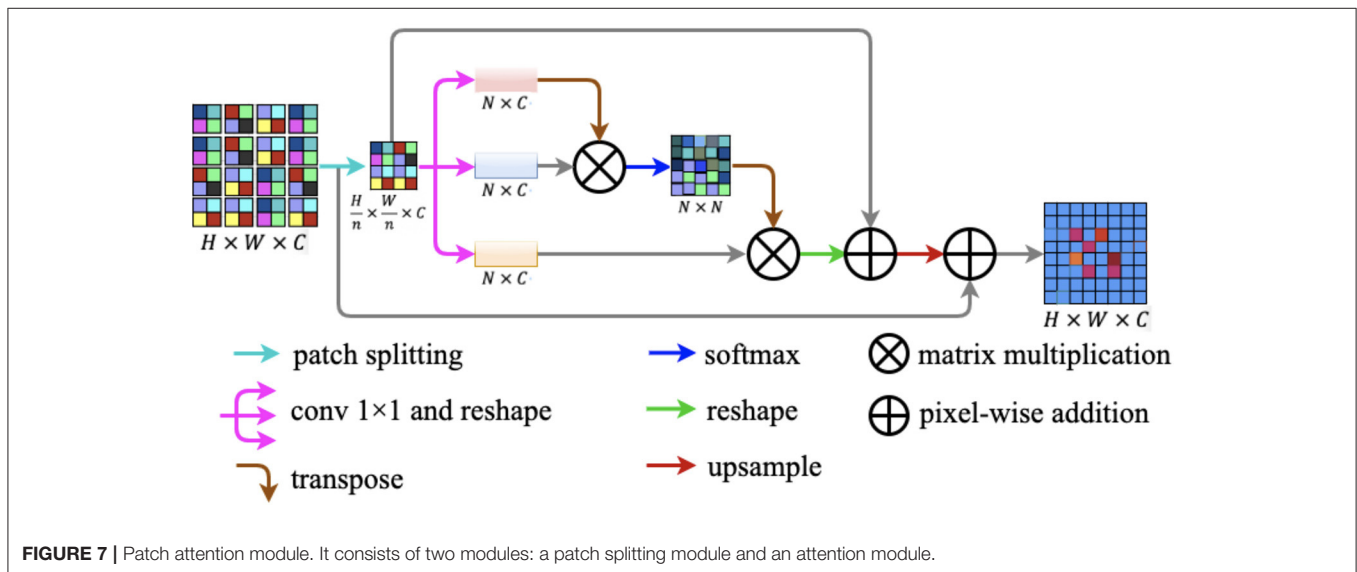 N × C
N × C
N × C
N × N
H × W × C
H/n × W/n × C
H × W × C
patch splitting
conv 1×1 and reshape
transpose
softmax
reshape
upsample
matrix multiplication
pixel-wise addition
FIGURE 7 | Patch attention module. It consists of two modules: a patch splitting module and an attention module.